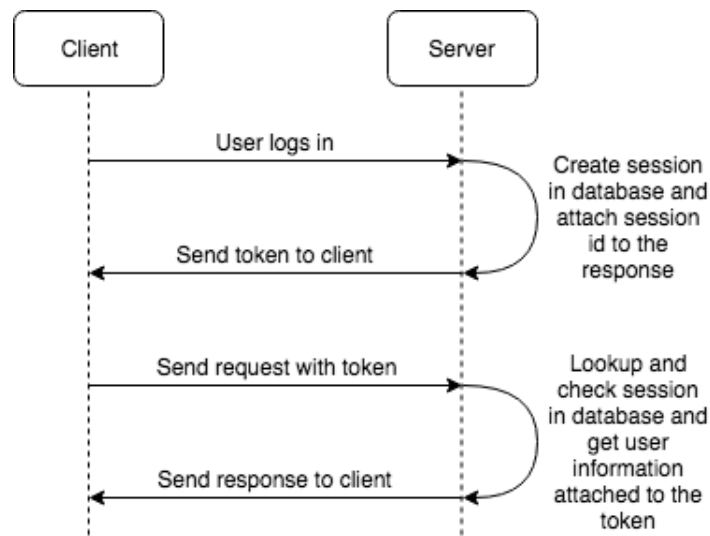 Client
Server
User logs in
Create session
in database and
attach session
id to the
response
Send token to client
Send request with token
Lookup and
check session
in database and
get user
information
attached to the
token
Send response to client